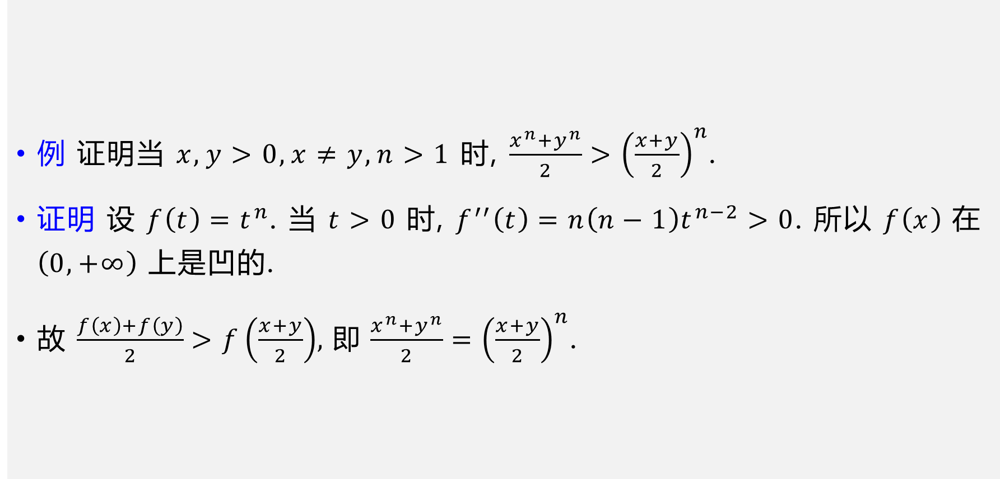 • 例 证明当 $x, y > 0, x \neq y, n > 1$ 时, $\frac{x^n+y^n}{2} > \left(\frac{x+y}{2}\right)^n$.
• 证明 设 $f(t) = t^n$. 当 $t > 0$ 时, $f''(t) = n(n-1)t^{n-2} > 0$. 所以 $f(x)$ 在
$(0, +\infty)$ 上是凹的.
• 故 $\frac{f(x)+f(y)}{2} > f\left(\frac{x+y}{2}\right)$, 即 $\frac{x^n+y^n}{2} = \left(\frac{x+y}{2}\right)^n$.